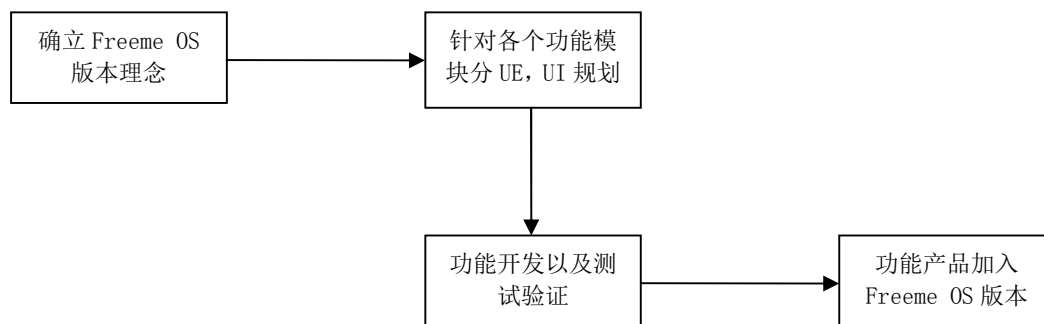 确立 Freeme OS
版本理念
针对各个功能模
块分 UE，UI 规划
功能开发以及测
试验证
功能产品加入
Freeme OS 版本